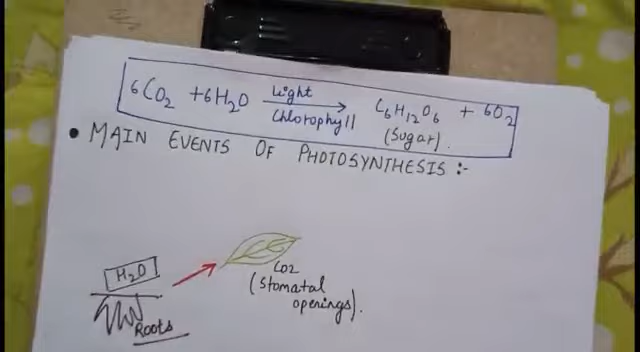 6CO2 + 6H2O Light Chlorophyll C6H12O6 + 6O2
(Sugar).
• MAIN EVENTS OF PHOTOSYNTHESIS :-
H2O
Roots
CO2
(Stomatal
openings).